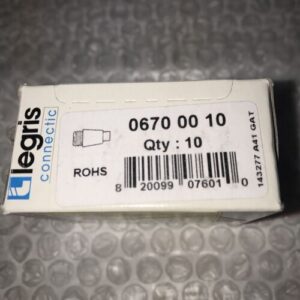 legris
connectic
0670 00 10
Qty : 10
ROHS
8 20099 07601 0
143277 A41 GAT